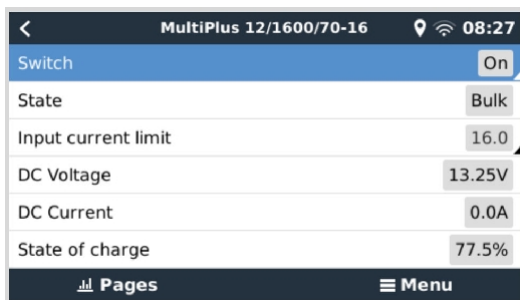 MultiPlus 12/1600/70-16 08:27
Switch On
State Bulk
Input current limit 16.0
DC Voltage 13.25V
DC Current 0.0A
State of charge 77.5%
Pages Menu